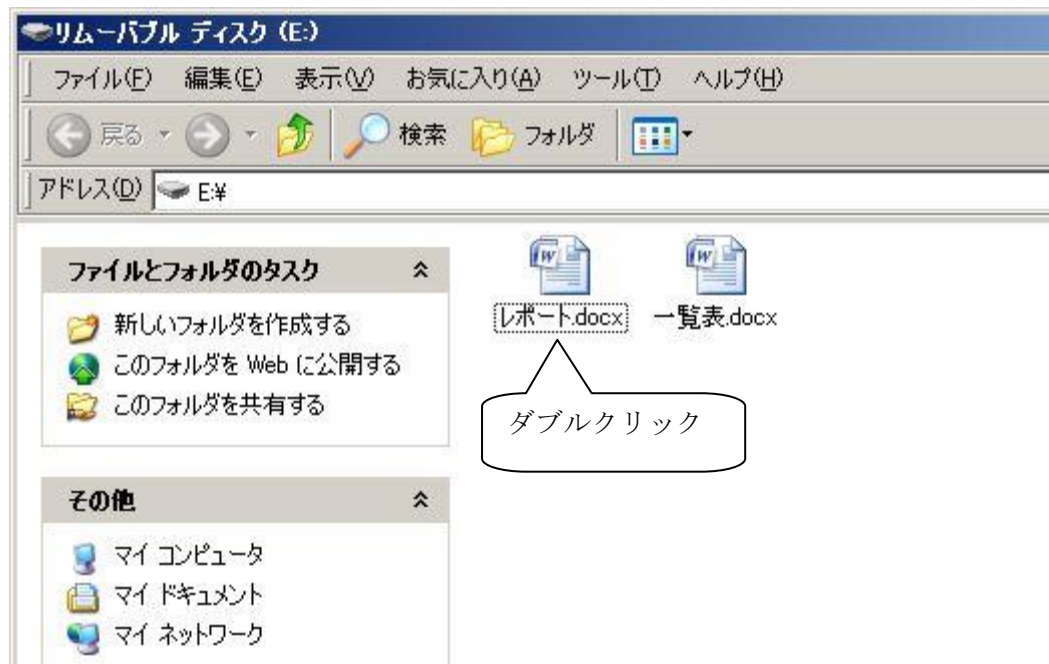 リムーバブル ディスク (E:)
ファイル(F) 編集(E) 表示(V) お気に入り(A) ツール(T) ヘルプ(H)
戻る 検索 フォルダ
アドレス(D) E:¥
ファイルとフォルダのタスク
新しいフォルダを作成する
このフォルダを Web に公開する
このフォルダを共有する
レポート.docx 一覧表.docx
ダブルクリック
その他
マイ コンピュータ
マイ ドキュメント
マイ ネットワーク